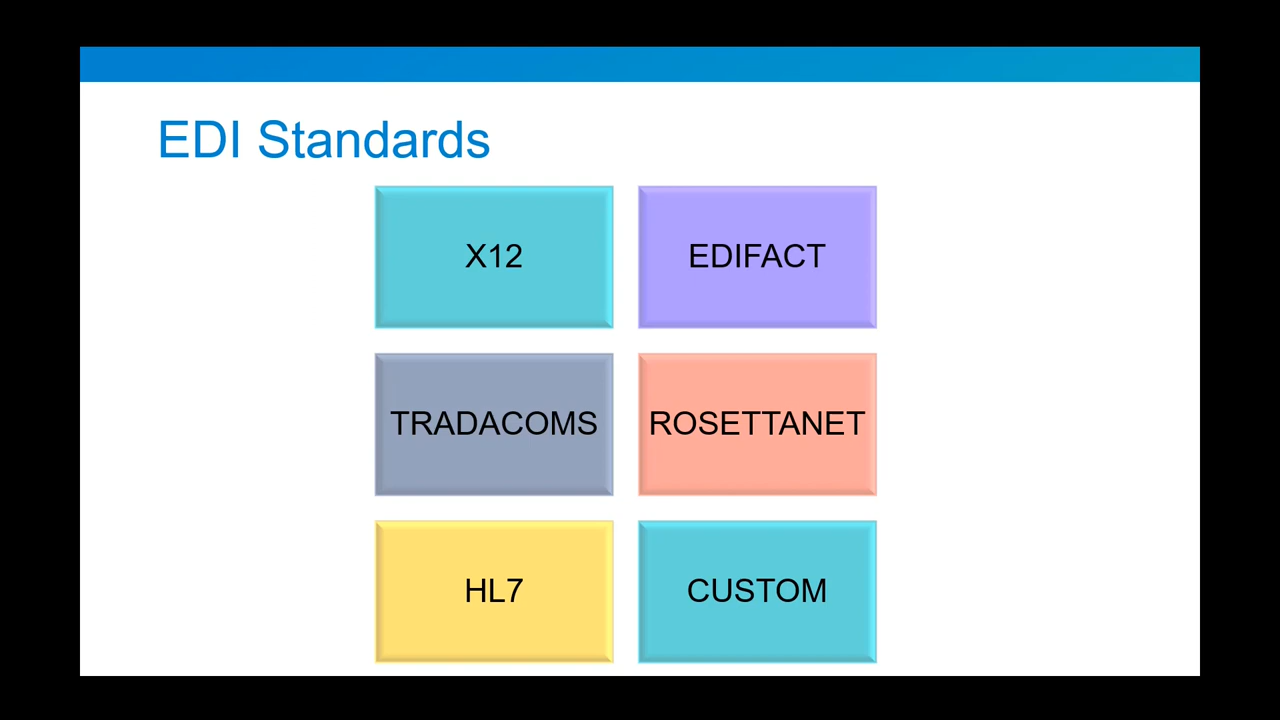 EDI Standards
X12
EDIFACT
TRADACOMS
ROSETTANET
HL7
CUSTOM